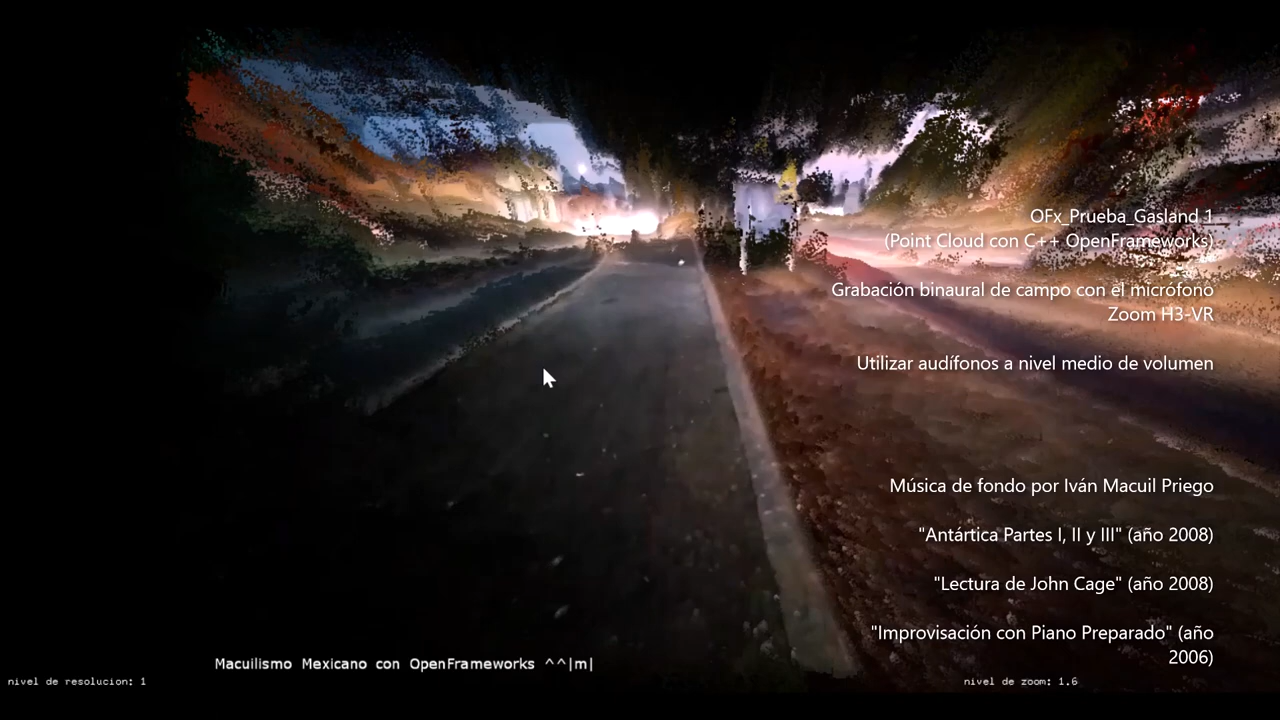 OFx_Prueba_Gasland 1
(Point Cloud con C++ OpenFrameworks)
Grabación binaural de campo con el micrófono
Zoom H3-VR
Utilizar audífonos a nivel medio de volumen
Música de fondo por Iván Macuil Priego
"Antártica Partes I, II y III" (año 2008)
"Lectura de John Cage" (año 2008)
"Improvisación con Piano Preparado" (año
2006)
Macuilismo Mexicano con OpenFrameworks ^^|m|
nivel de resolucion: 1
nivel de zoom: 1.6